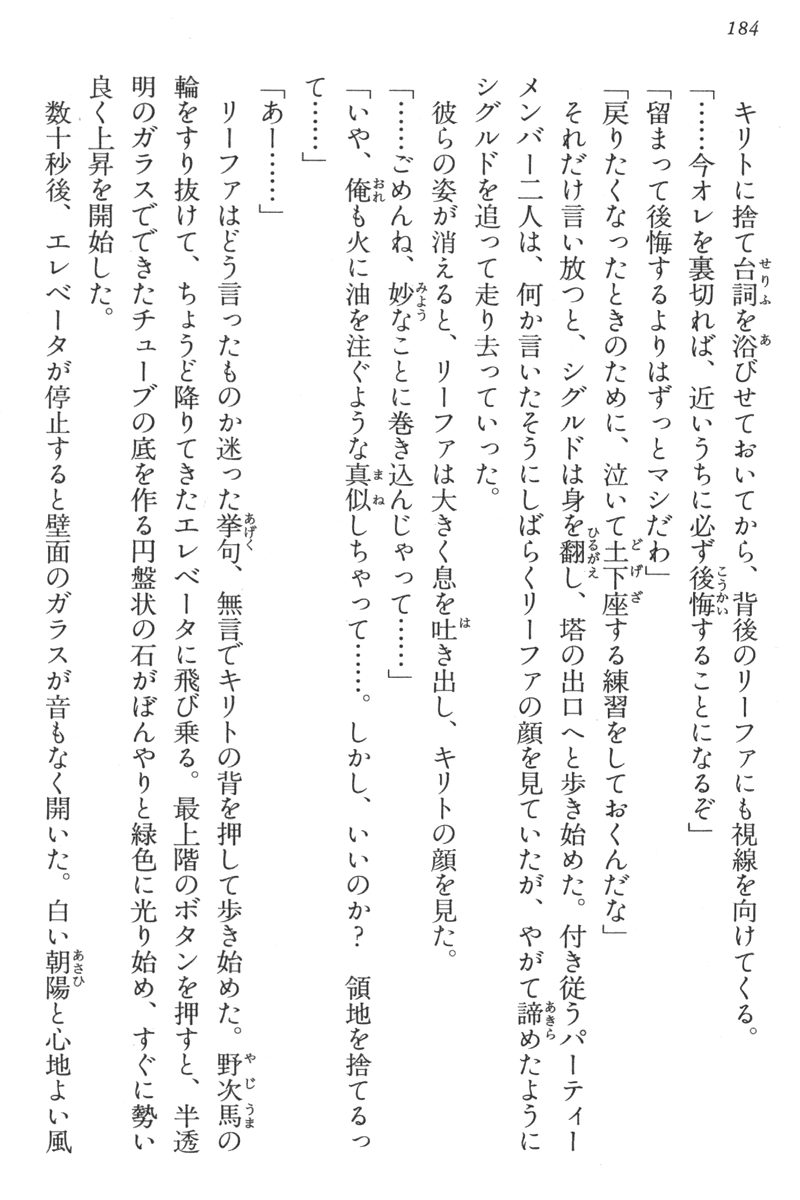 184
キリトに捨て台詞を浴びせておいてから、背後のリーファにも視線を向けてくる。
「……今オレを裏切れば、近いうちに必ず後悔することになるぞ」
「留まって後悔するよりはずっとマシだわ」
「戻りたくなったときのために、泣いて土下座する練習をしておくんだな」
それだけ言い放つと、シグルドは身を翻し、塔の出口へと歩き始めた。付き従うパーティー
メンバー二人は、何か言いたそうにしばらくリーファの顔を見ていたが、やがて諦めたように
シグルドを追って走り去っていった。
彼らの姿が消えると、リーファは大きく息を吐き出し、キリトの顔を見た。
「……ごめんね、妙なことに巻き込んじゃって……」
「いや、俺も火に油を注ぐような真似しちゃって……。しかし、いいのか？　領地を捨てるっ
て……」
「あー……」
リーファはどう言ったものか迷った挙句、無言でキリトの背を押して歩き始めた。野次馬の
輪をすり抜けて、ちょうど降りてきたエレベータに飛び乗る。最上階のボタンを押すと、半透
明のガラスでできたチューブの底を作る円盤状の石がぼんやりと緑色に光り始め、すぐに勢い
良く上昇を開始した。
数十秒後、エレベータが停止すると壁面のガラスが音もなく開いた。白い朝陽と心地よい風